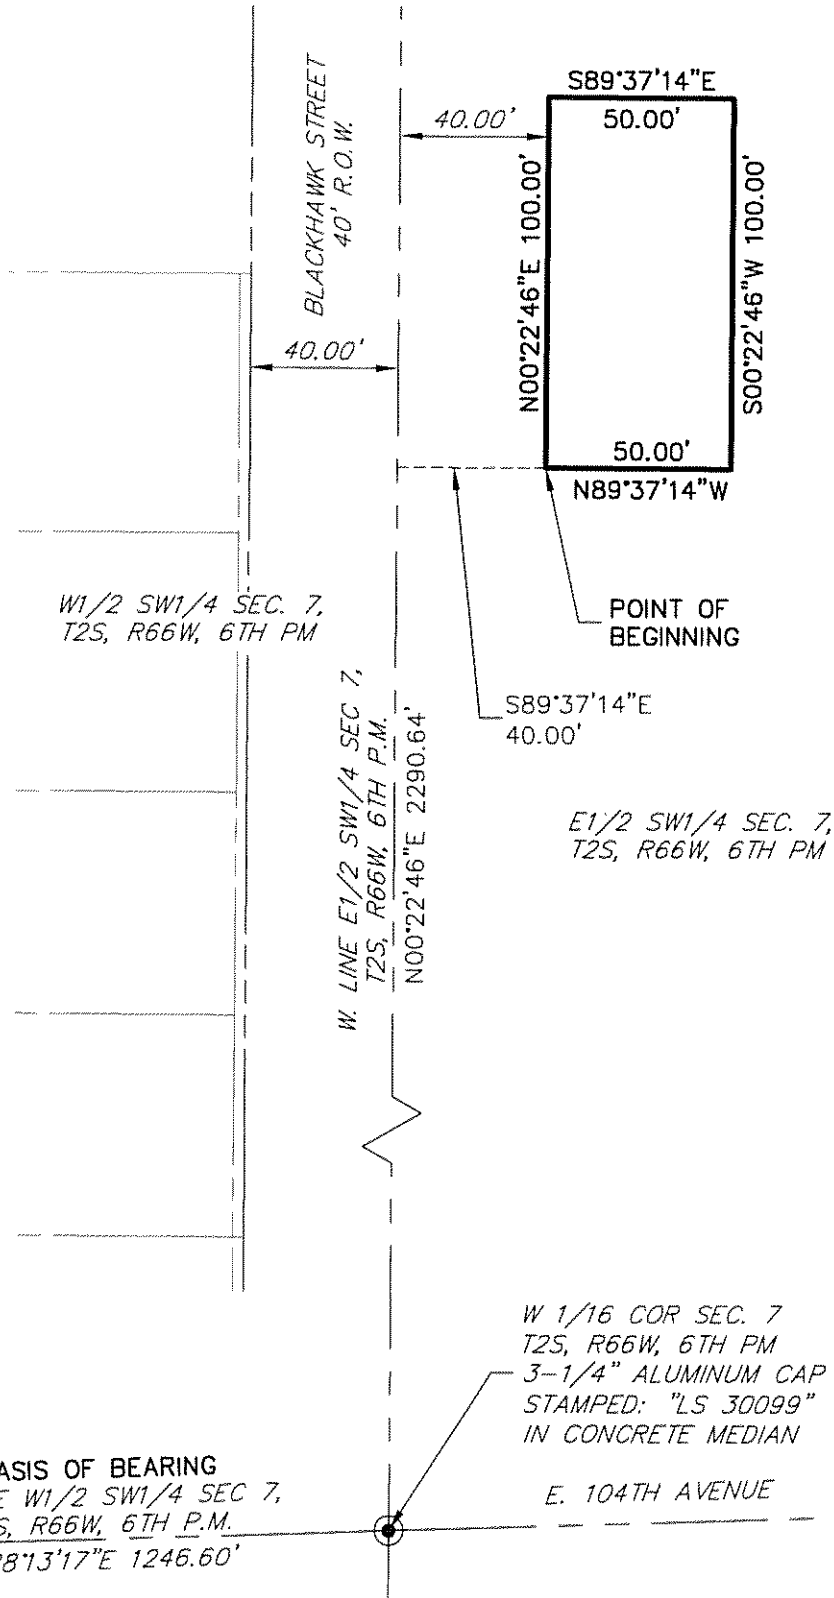 S89°37'14"E
50.00'
40.00'
BLACKHAWK STREET
40' R.O.W.
N00°22'46"E 100.00'
S00°22'46"W 100.00'
40.00'
50.00'
N89°37'14"W
W1/2 SW1/4 SEC. 7,
T2S, R66W, 6TH PM
POINT OF
BEGINNING
S89°37'14"E
40.00'
W. LINE E1/2 SW1/4 SEC 7,
T2S, R66W, 6TH P.M.
N00°22'46"E 2290.64'
E1/2 SW1/4 SEC. 7,
T2S, R66W, 6TH PM
W 1/16 COR SEC. 7
T2S, R66W, 6TH PM
3-1/4" ALUMINUM CAP
STAMPED: "LS 30099"
IN CONCRETE MEDIAN
ASIS OF BEARING
E W1/2 SW1/4 SEC 7,
S, R66W, 6TH P.M.
8°13'17"E 1246.60'
E. 104TH AVENUE